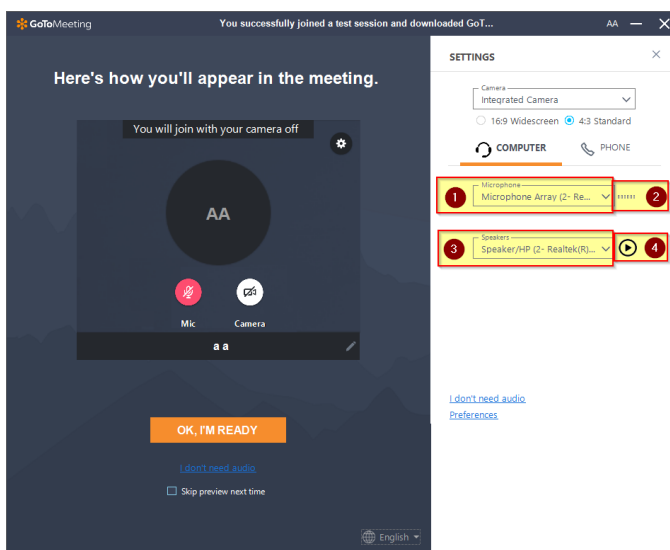 GoToMeeting
You successfully joined a test session and downloaded GoT...
AA
Here's how you'll appear in the meeting.
You will join with your camera off
AA
Mic
Camera
a a
OK, I'M READY
I don't need audio
Skip preview next time
English
SETTINGS
Camera
Integrated Camera
16:9 Widescreen
4:3 Standard
COMPUTER
PHONE
1
Microphone
Microphone Array (2- Re...
2
3
Speakers
Speaker/HP (2- Realtek(R)...
4
I don't need audio
Preferences